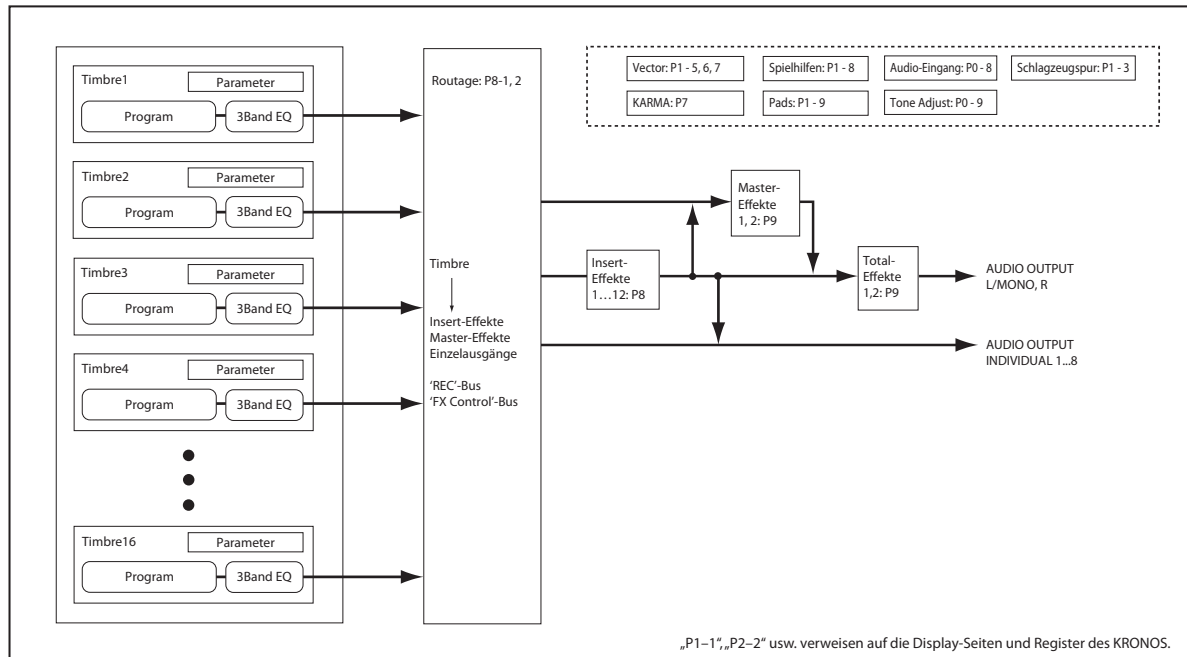 Timbre1
Parameter
Program
3Band EQ
Timbre2
Parameter
Program
3Band EQ
Timbre3
Parameter
Program
3Band EQ
Timbre4
Parameter
Program
3Band EQ
Timbre16
Parameter
Program
3Band EQ
Routage: P8-1, 2
Timbre
Insert-Effekte
Master-Effekte
Einzelausgänge
‘REC’-Bus
‘FX Control’-Bus
Vector: P1 - 5, 6, 7
Spielhilfen: P1 - 8
Audio-Eingang: P0 - 8
Schlagzeugspur: P1 - 3
KARMA: P7
Pads: P1 - 9
Tone Adjust: P0 - 9
Master-
Effekte
1, 2: P9
Insert-
Effekte
1...12: P8
Total-
Effekte
1,2: P9
AUDIO OUTPUT
L/MONO, R
AUDIO OUTPUT
INDIVIDUAL 1...8
„P1–1“, „P2–2“ usw. verweisen auf die Display-Seiten und Register des KRONOS.